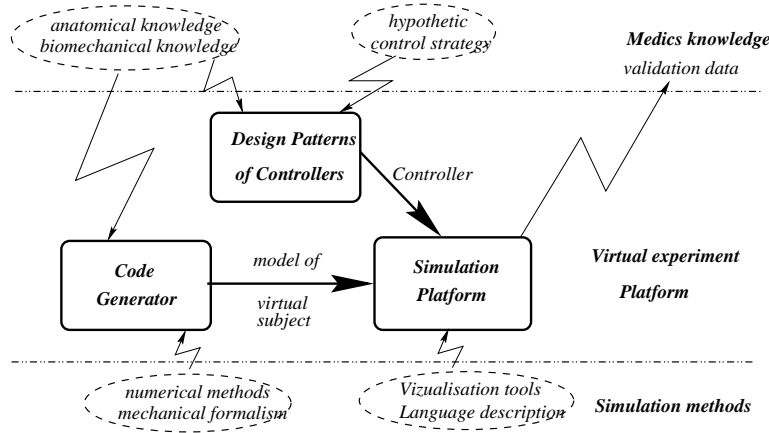 anatomical knowledge
biomechanical knowledge
hypothetic
control strategy
Medics knowledge
validation data
Design Patterns
of Controllers
Controller
Code
Generator
model of
virtual
subject
Simulation
Platform
Virtual experiment
Platform
numerical methods
mechanical formalism
Vizualisation tools
Language description
Simulation methods